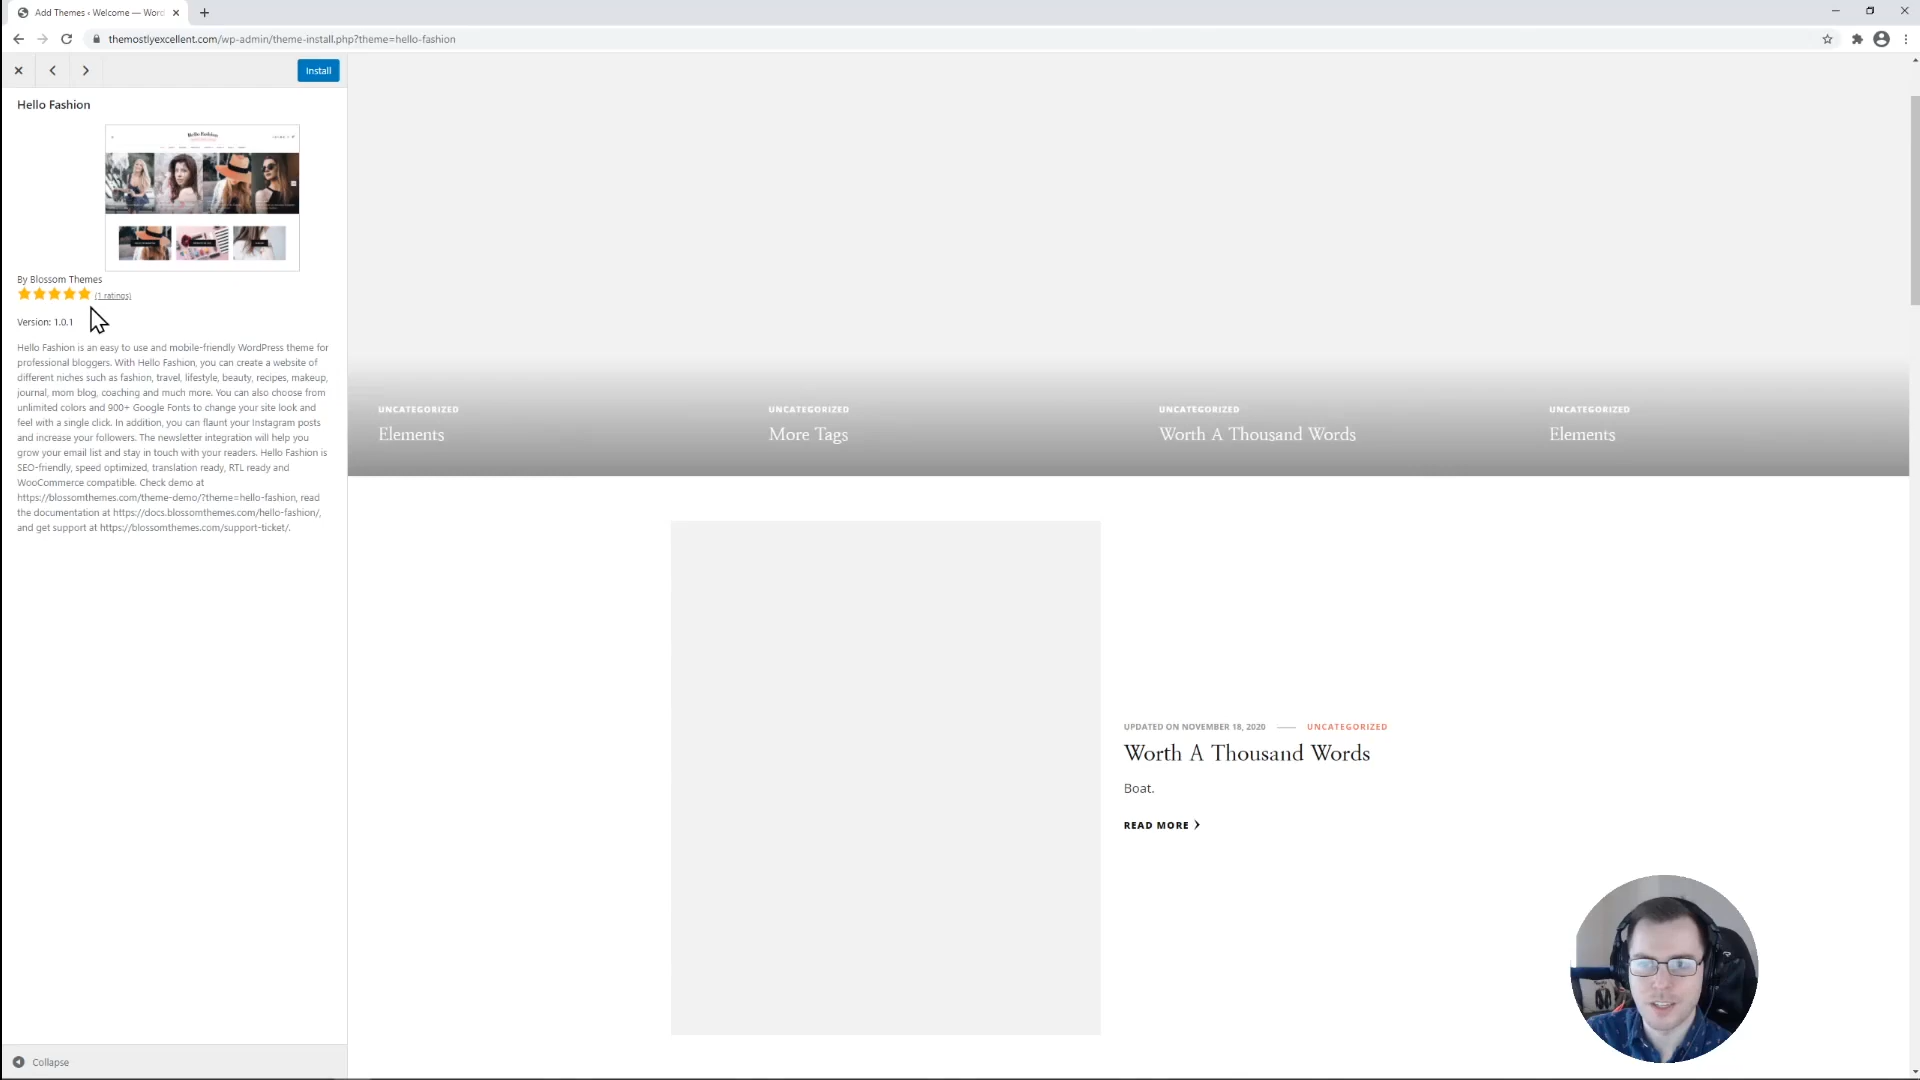 Add Themes ‹ Welcome — Word
themostlyexcellent.com/wp-admin/theme-install.php?theme=hello-fashion
Install
Hello Fashion
Hello Fashion
By Blossom Themes
(1 ratings)
Version: 1.0.1
Hello Fashion is an easy to use and mobile-friendly WordPress theme for
professional bloggers. With Hello Fashion, you can create a website of
different niches such as fashion, travel, lifestyle, beauty, recipes, makeup,
journal, mom blog, coaching and much more. You can also choose from
unlimited colors and 900+ Google Fonts to change your site look and
feel with a single click. In addition, you can flaunt your Instagram posts
and increase your followers. The newsletter integration will help you
grow your email list and stay in touch with your readers. Hello Fashion is
SEO-friendly, speed optimized, translation ready, RTL ready and
WooCommerce compatible. Check demo at
https://blossomthemes.com/theme-demo/?theme=hello-fashion, read
the documentation at https://docs.blossomthemes.com/hello-fashion/,
and get support at https://blossomthemes.com/support-ticket/.
Collapse
UNCATEGORIZED
Elements
UNCATEGORIZED
More Tags
UNCATEGORIZED
Worth A Thousand Words
UNCATEGORIZED
Elements
UPDATED ON NOVEMBER 18, 2020 — UNCATEGORIZED
Worth A Thousand Words
Boat.
READ MORE